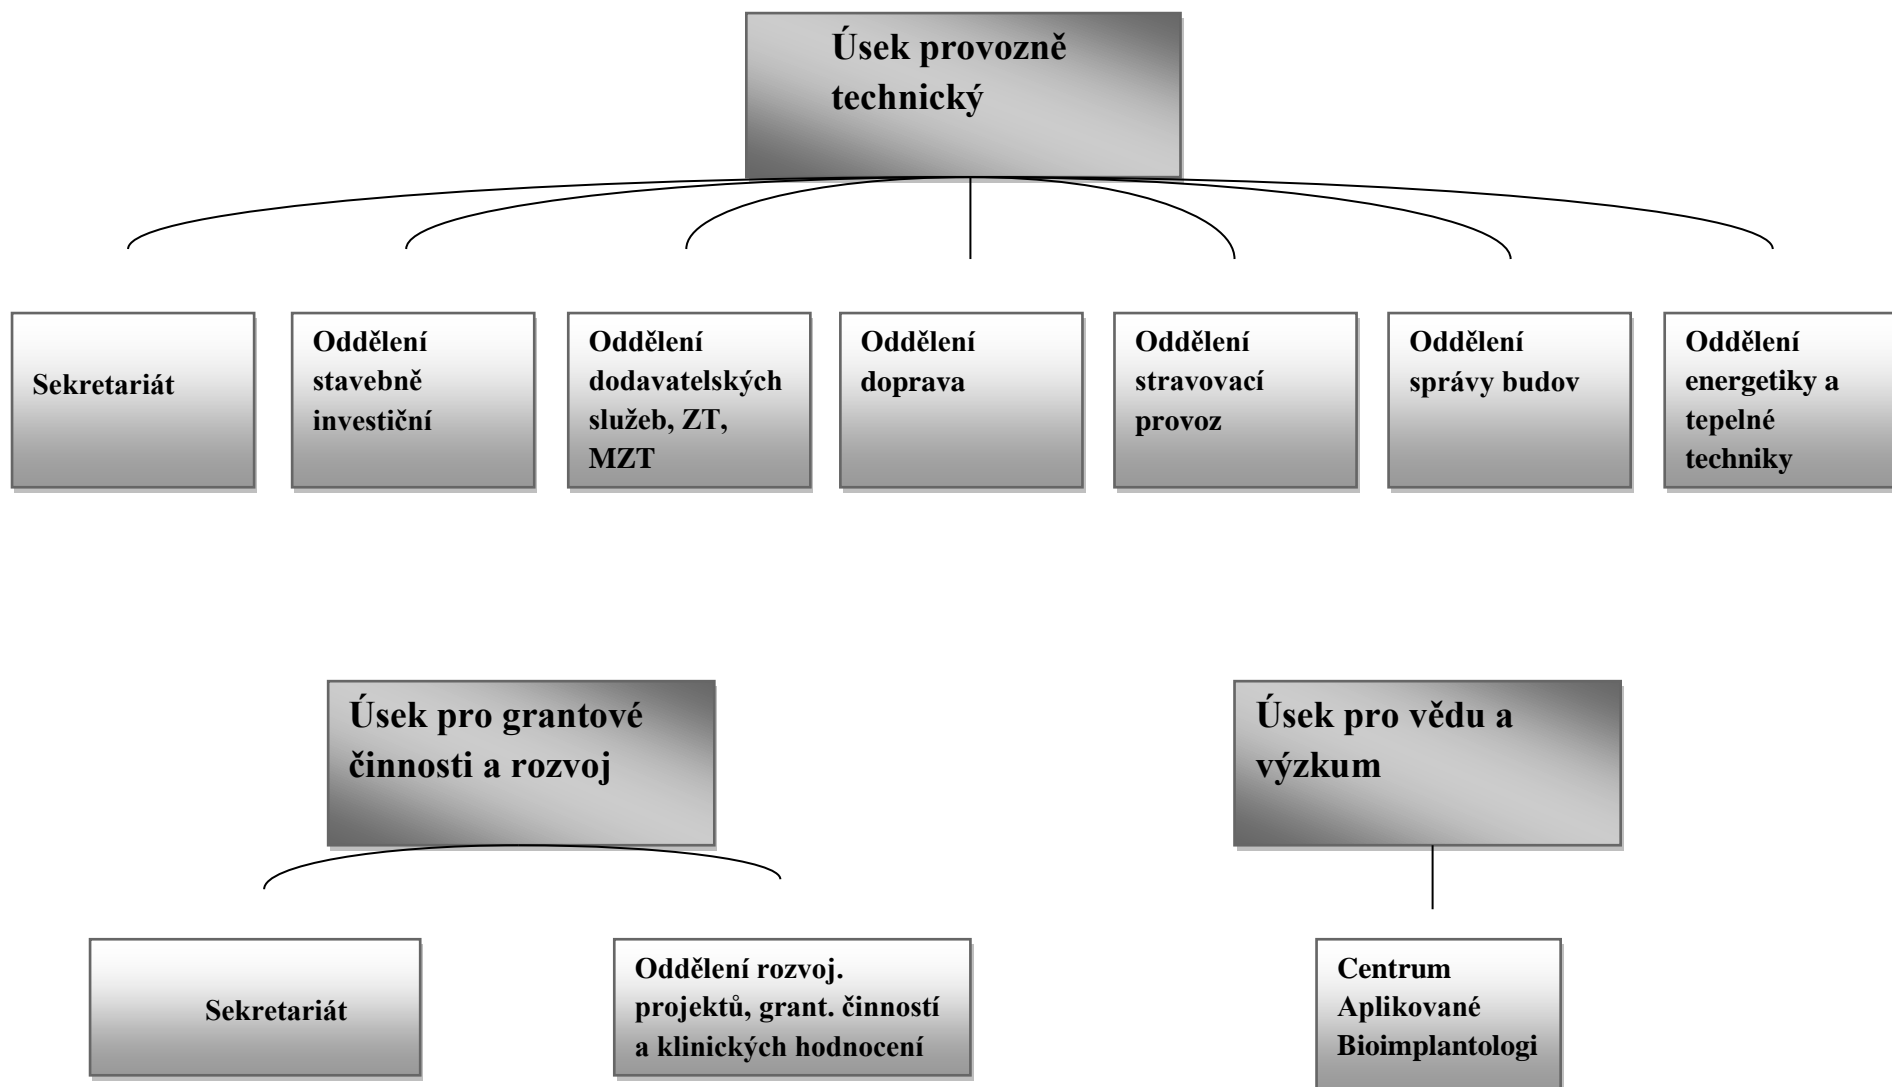 Úsek provozně
technický
Sekretariát
Oddělení
stavebně
investiční
Oddělení
dodavatelských
služeb, ZT,
MZT
Oddělení
doprava
Oddělení
stravovací
provoz
Oddělení
správy budov
Oddělení
energetiky a
tepelné
techniky
Úsek pro grantové
činnosti a rozvoj
Úsek pro vědu a
výzkum
Sekretariát
Oddělení rozvoj.
projektů, grant. činností
a klinických hodnocení
Centrum
Aplikované
Bioimplantologi